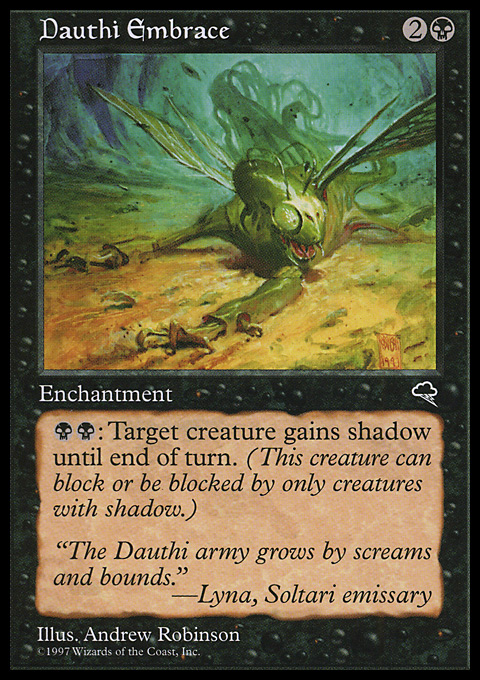 Dauthi Embrace 2
Enchantment
: Target creature gains shadow
until end of turn. (This creature can
block or be blocked by only creatures
with shadow.)
“The Dauthi army grows by screams
and bounds.”
—Lyna, Soltari emissary
Illus. Andrew Robinson
©1997 Wizards of the Coast, Inc.